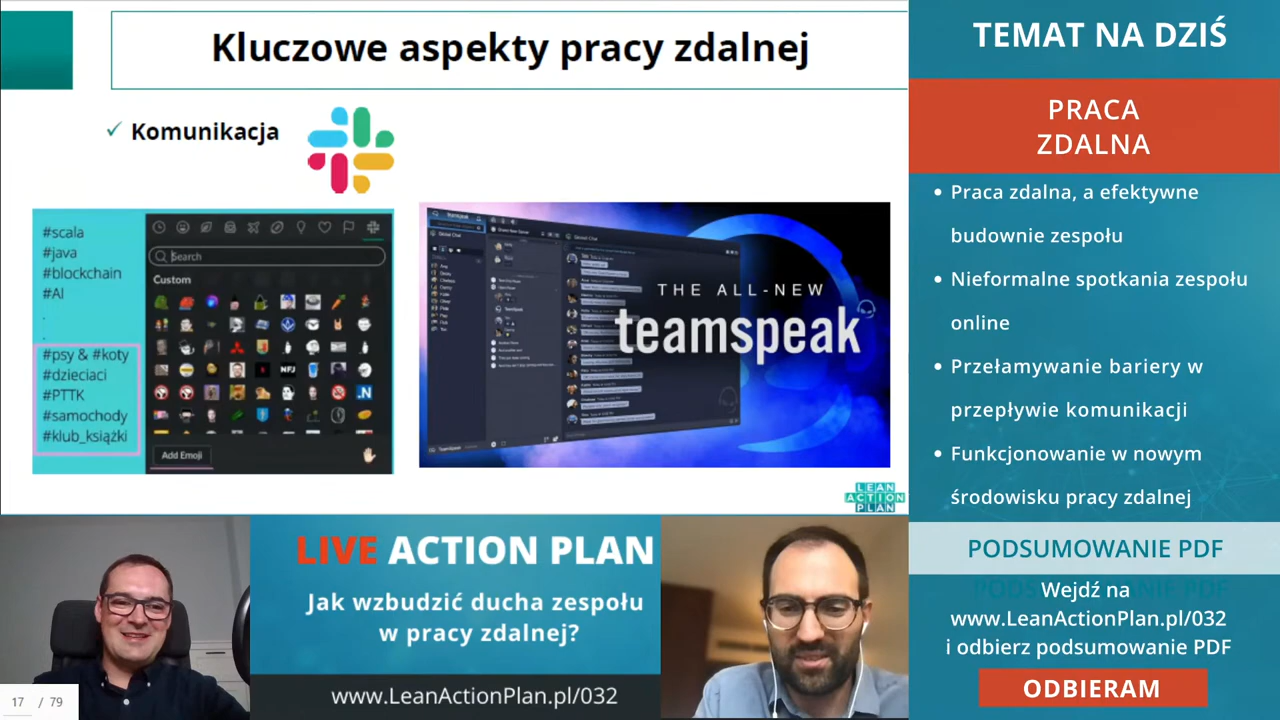 Kluczowe aspekty pracy zdalnej
✓ Komunikacja
#scala
#java
#blockchain
#AI
.
.
#psy & #koty
#dzieciaci
#PTTK
#samochody
#klub_książki
Search
Custom
NFJ
Add Emoji
THE ALL-NEW
teamspeak
LEAN
ACTION
PLAN
LIVE ACTION PLAN
Jak wzbudzić ducha zespołu
w pracy zdalnej?
www.LeanActionPlan.pl/032
17 / 79
TEMAT NA DZIŚ
PRACA
ZDALNA
• Praca zdalna, a efektywne
budownie zespołu
• Nieformalne spotkania zespołu
online
• Przełamywanie bariery w
przepływie komunikacji
• Funkcjonowanie w nowym
środowisku pracy zdalnej
PODSUMOWANIE PDF
Wejdź na
www.LeanActionPlan.pl/032
i odbierz podsumowanie PDF
ODBIERAM